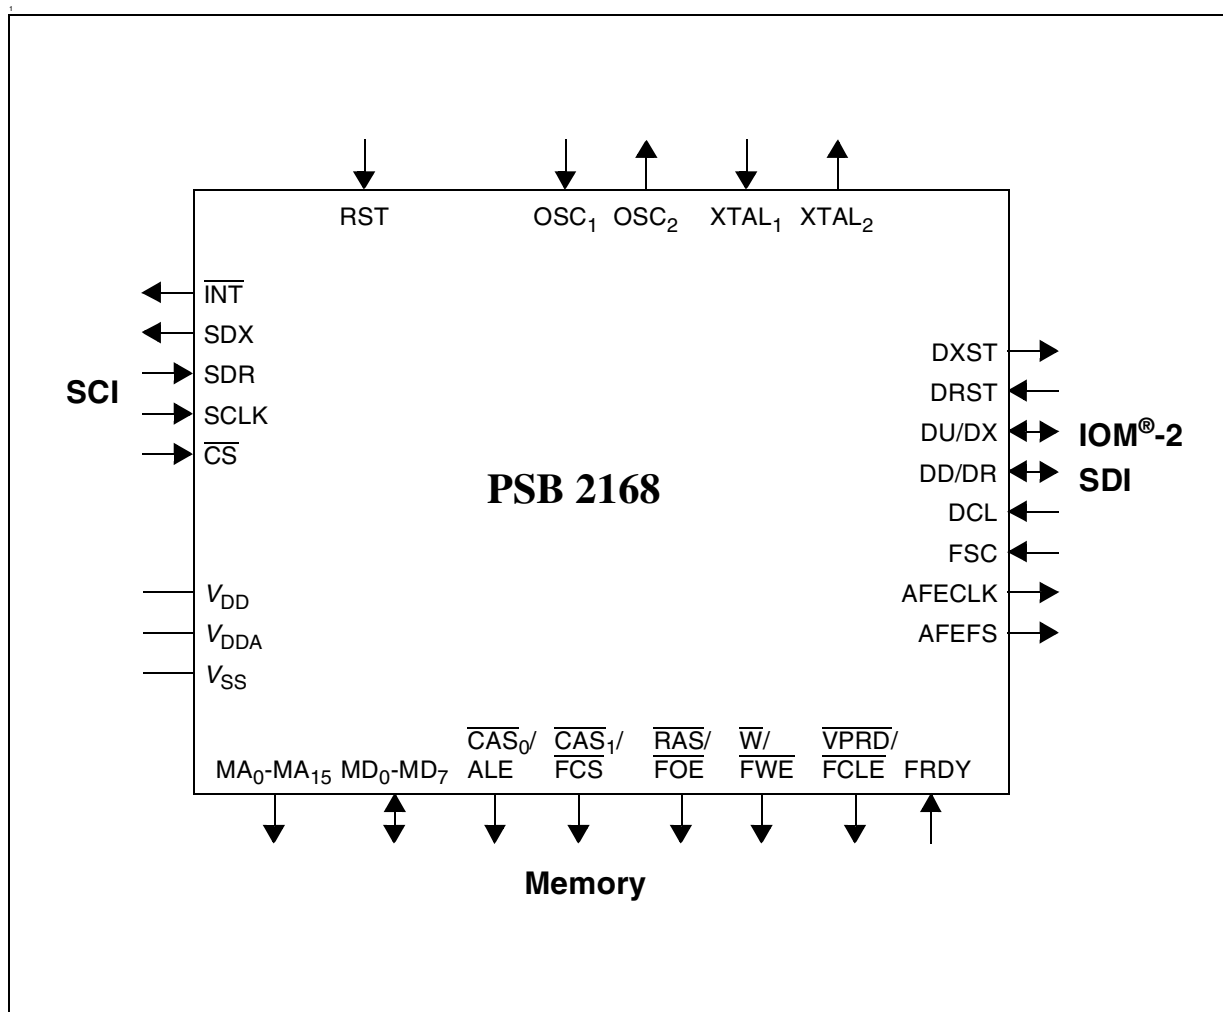 1
RST OSC1 OSC2 XTAL1 XTAL2
INT
SDX
SDR
SCI
SCLK
CS
DXST
DRST
DU/DX
IOM®-2
DD/DR
SDI
DCL
FSC
AFECLK
AFEFS
PSB 2168
VDD
VDDA
VSS
CAS0/ CAS1/ RAS/ W/ VPRD/
MA0-MA15 MD0-MD7 ALE FCS FOE FWE FCLE FRDY
Memory